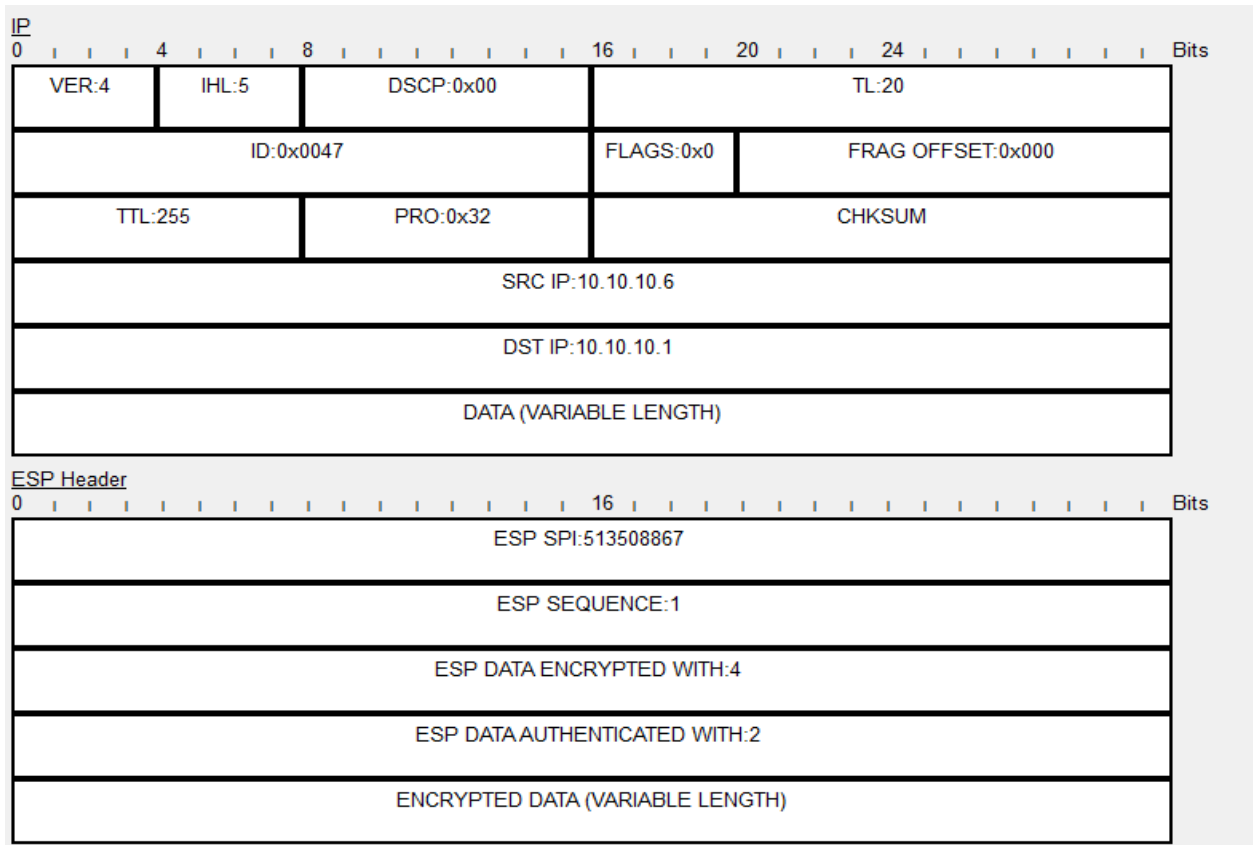 IP
0 4 8 16 20 24 Bits
VER:4 IHL:5 DSCP:0x00 TL:20
ID:0x0047 FLAGS:0x0 FRAG OFFSET:0x000
TTL:255 PRO:0x32 CHKSUM
SRC IP:10.10.10.6
DST IP:10.10.10.1
DATA (VARIABLE LENGTH)
ESP Header
0 16 Bits
ESP SPI:513508867
ESP SEQUENCE:1
ESP DATA ENCRYPTED WITH:4
ESP DATA AUTHENTICATED WITH:2
ENCRYPTED DATA (VARIABLE LENGTH)